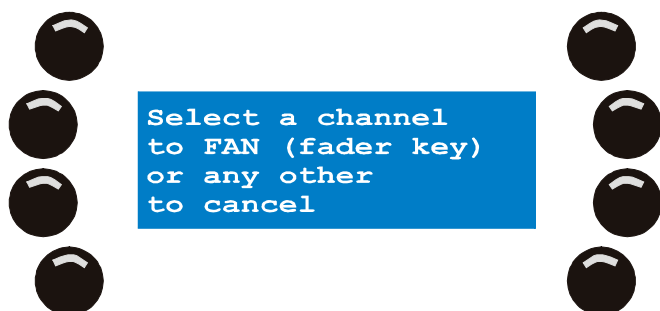 Select a channel
to FAN (fader key)
or any other
to cancel